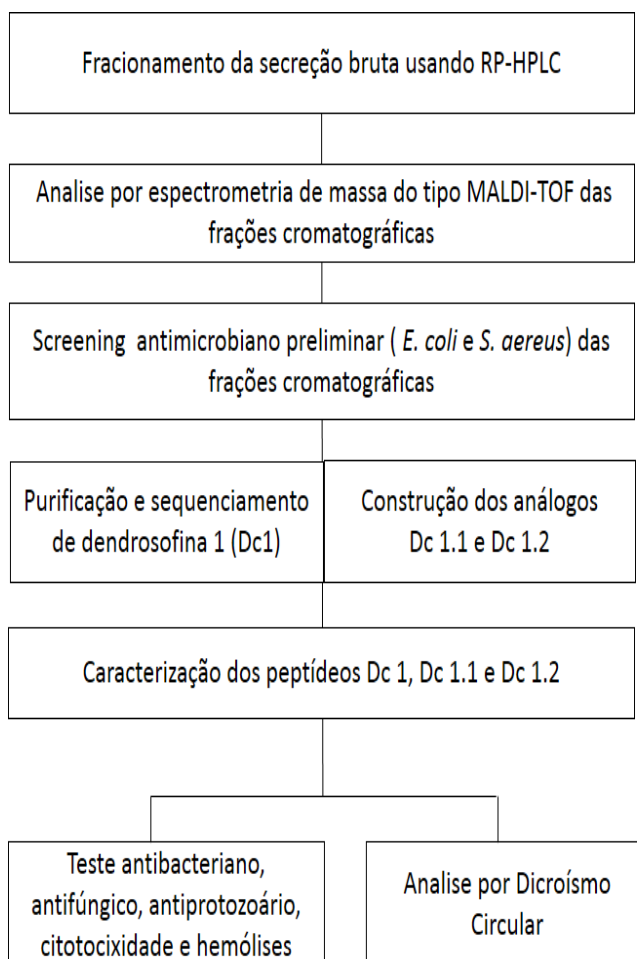 Fracionamento da secreção bruta usando RP-HPLC
Analise por espectrometria de massa do tipo MALDI-TOF das
frações cromatográficas
Screening antimicrobiano preliminar ( E. coli e S. aereus) das
frações cromatográficas
Purificação e sequenciamento
de dendrosofina 1 (Dc1)
Construção dos análogos
Dc 1.1 e Dc 1.2
Caracterização dos peptídeos Dc 1, Dc 1.1 e Dc 1.2
Teste antibacteriano,
antifúngico, antiprotozoário,
citotocixidade e hemólises
Analise por Dicroísmo
Circular